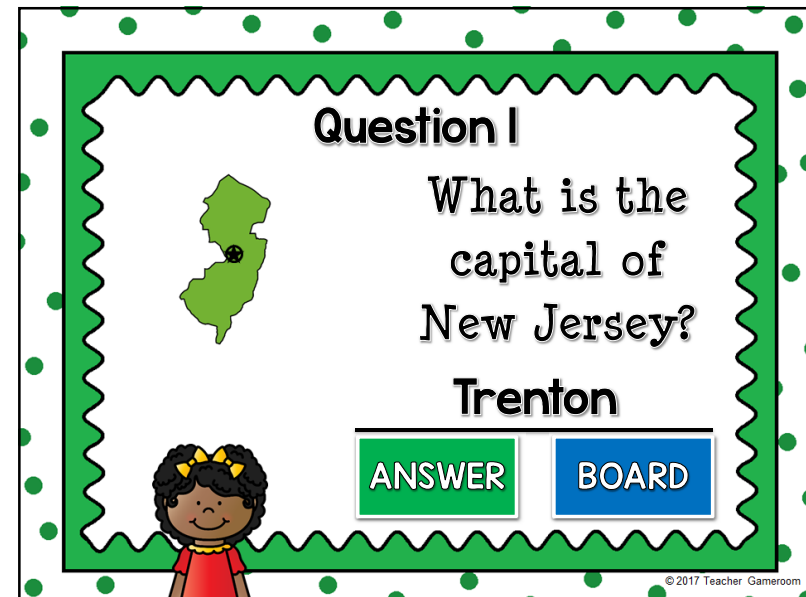 Question 1
What is the
capital of
New Jersey?
Trenton
ANSWER
BOARD
© 2017 Teacher Gameroom